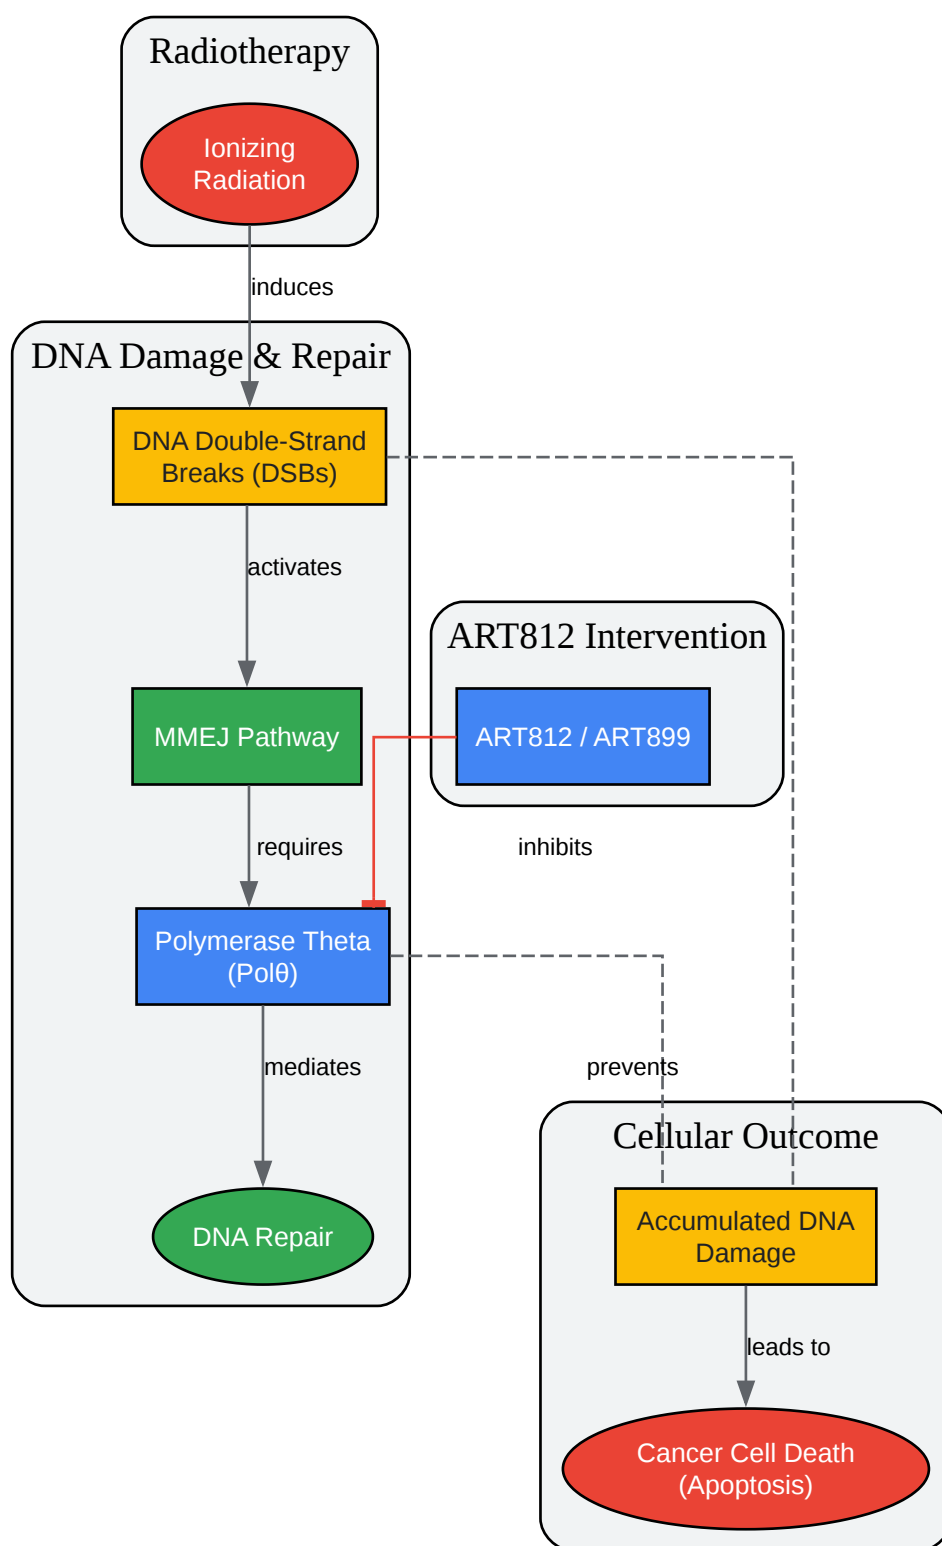 Radiotherapy
Ionizing
Radiation
induces
DNA Damage & Repair
DNA Double-Strand
Breaks (DSBs)
activates
ART812 Intervention
MMEJ Pathway
ART812 / ART899
requires
inhibits
Polymerase Theta
(Polθ)
mediates
prevents
Cellular Outcome
DNA Repair
Accumulated DNA
Damage
leads to
Cancer Cell Death
(Apoptosis)